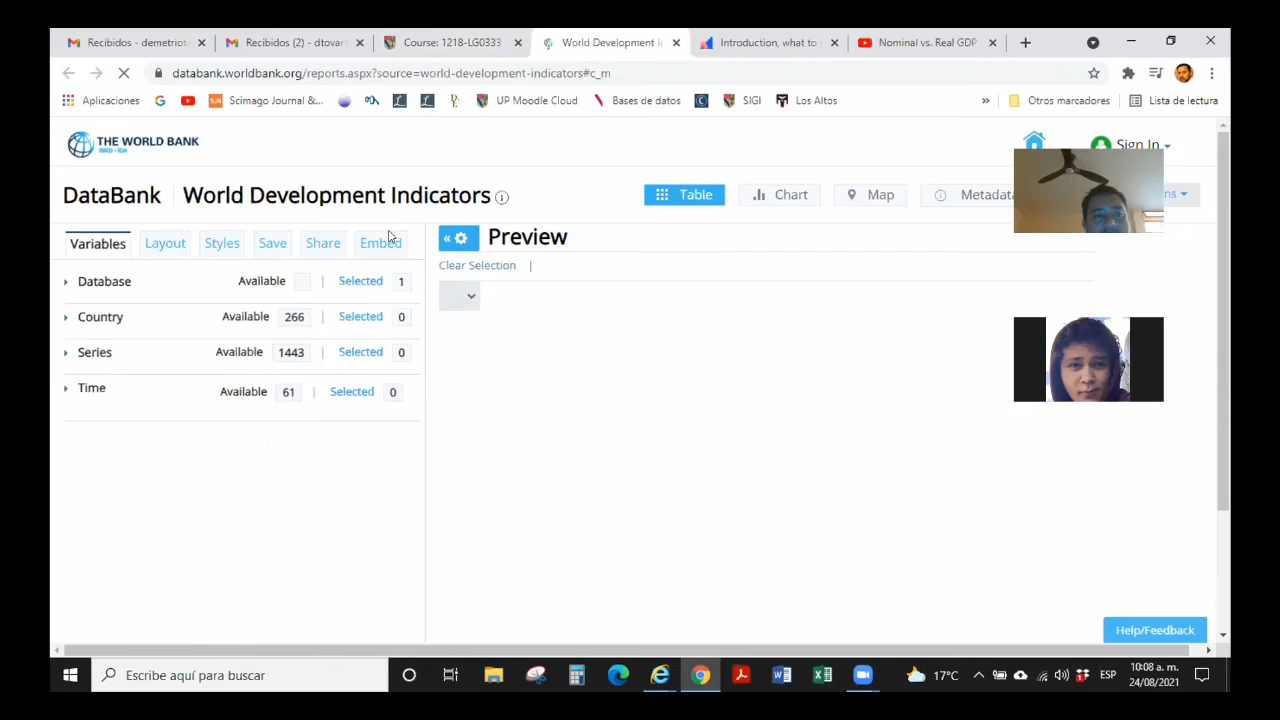 Recibidos - demetriot
Recibidos (2) - dtovar
Course: 1218-LG0333
World Development I
Introduction, what to
Nominal vs. Real GDP
databank.worldbank.org/reports.aspx?source=world-development-indicators#c_m
Aplicaciones
Scimago Journal &...
UP Moodle Cloud
Bases de datos
SIGI
Los Altos
»
Otros marcadores
Lista de lectura
THE WORLD BANK
IBRD • IDA
Sign In
DataBank | World Development Indicators
Table
Chart
Map
Metadata
ns
Variables
Layout
Styles
Save
Share
Embed
« Preview
Clear Selection |
Database Available | Selected 1
Country Available 266 | Selected 0
Series Available 1443 | Selected 0
Time Available 61 | Selected 0
Help/Feedback
Escribe aquí para buscar
17°C
ESP
10:08 a. m.
24/08/2021